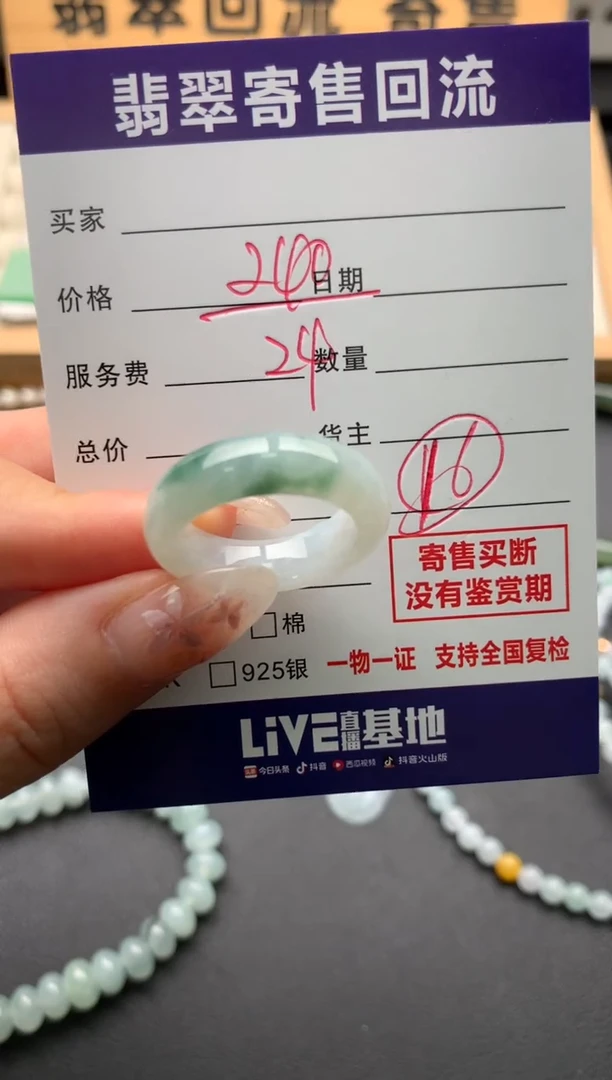 翡翠回流 寄售
翡翠寄售回流
买家
价格 2400 日期
服务费 24 数量
总价 货主
16
寄售买断
没有鉴赏期
棉
925银 一物一证 支持全国复检
LiVE直播基地
今日头条 抖音 西瓜视频 抖音火山版